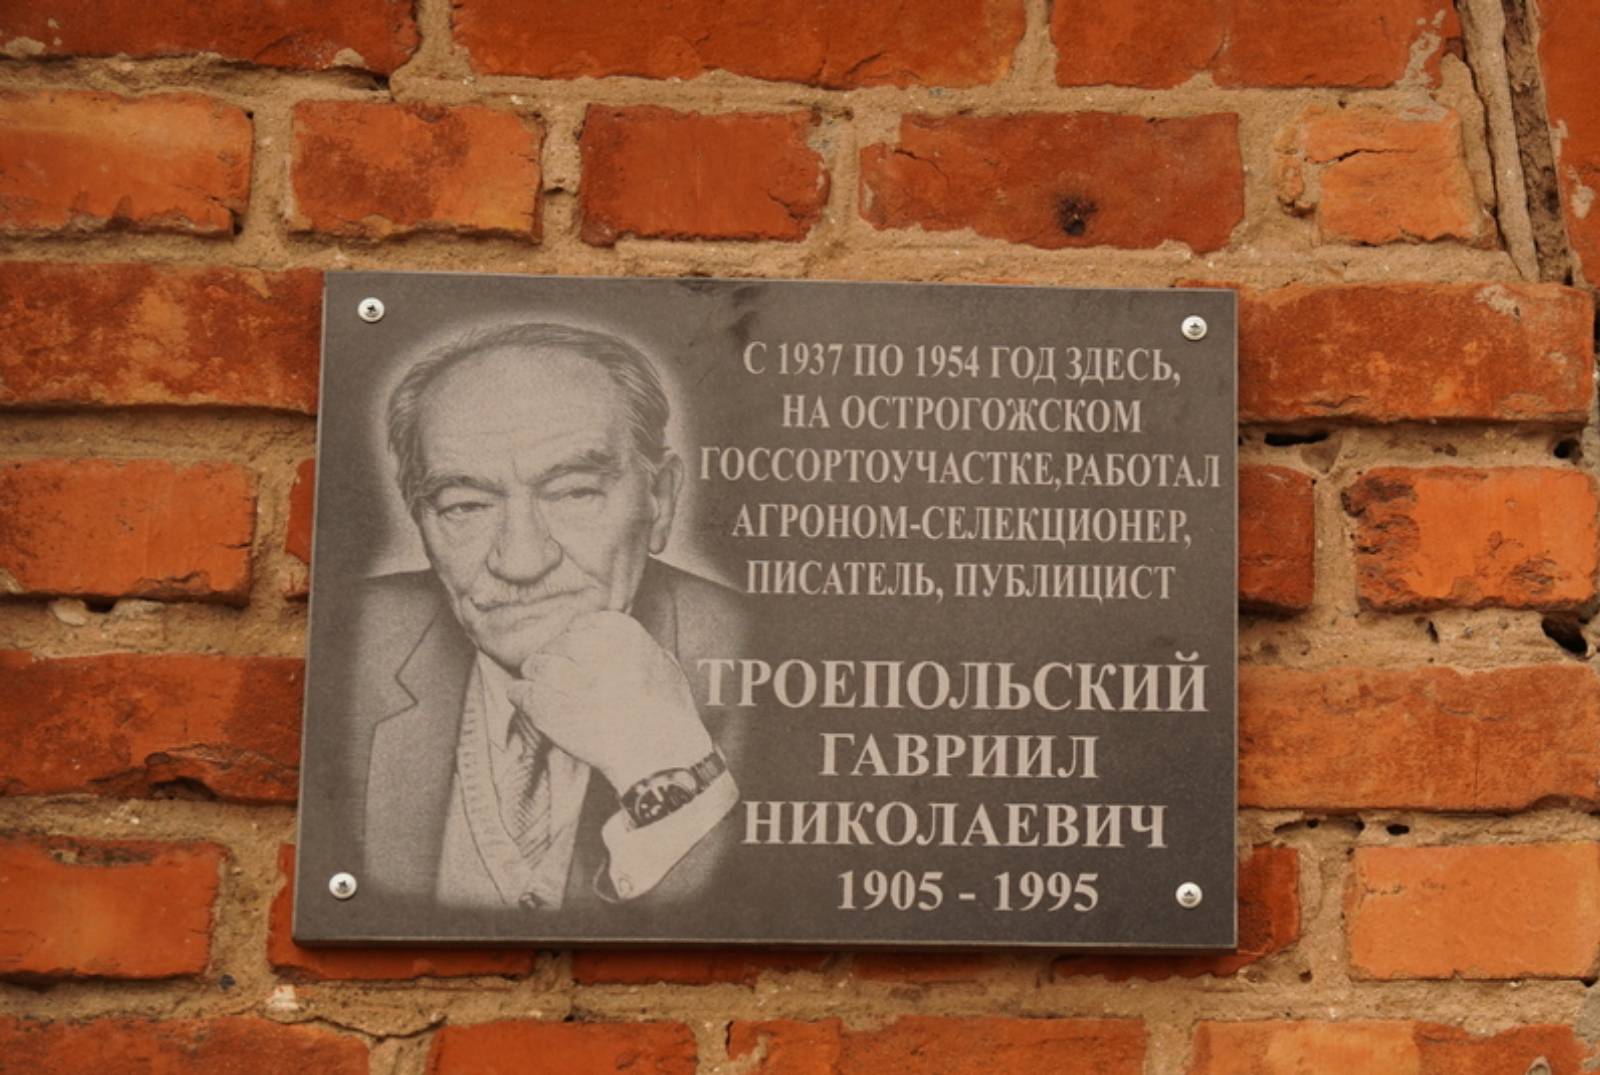 С 1937 ПО 1954 ГОД ЗДЕСЬ,
НА ОСТРОГОЖСКОМ
ГОССОРТОУЧАСТКЕ,РАБОТАЛ
АГРОНОМ-СЕЛЕКЦИОНЕР,
ПИСАТЕЛЬ, ПУБЛИЦИСТ
ТРОЕПОЛЬСКИЙ
ГАВРИИЛ
НИКОЛАЕВИЧ
1905 - 1995